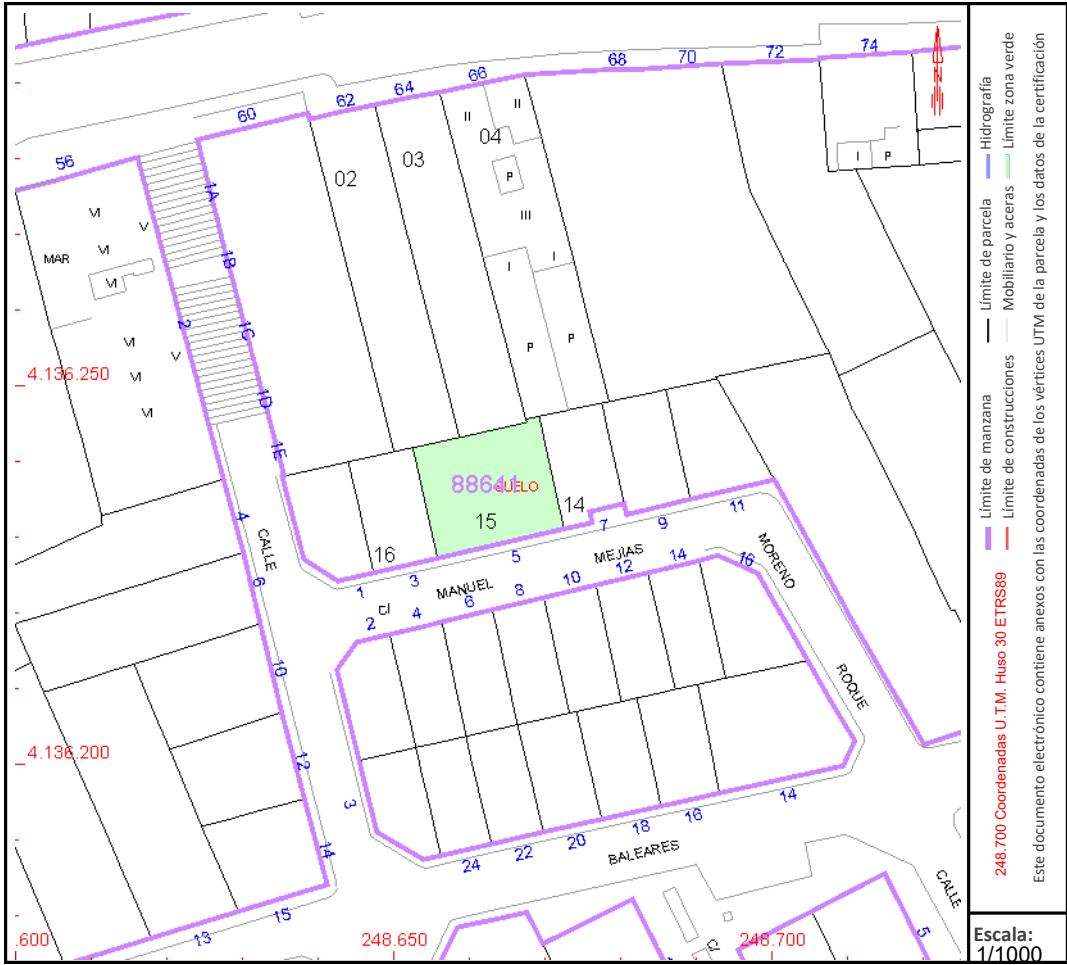 74
72
70
68
66
64
62
60
56
II
II
04
03
02
P
III
I
I
P
P
I
P
N
1A
1B
1C
1D
1E
VI
V
VI
MAR
VI
2
VI
V
VI
VI
4.136.250
88641
SUELO
15
14
16
CALLE
4
6
10
12
14
1
3
5
7
9
11
C/
MANUEL
MEJIAS
MORENO
ROQUE
2
4
6
8
10
12
14
16
4.136.200
3
24
22
20
18
16
14
BALEARES
CALLE
13
15
5
C/
.600
248.650
248.700
Límite de manzana
Límite de parcela
Hidrografía
Límite de construcciones
Mobiliario y aceras
Límite zona verde
248.700 Coordenadas U.T.M. Huso 30 ETRS89
Este documento electrónico contiene anexos con las coordenadas de los vértices UTM de la parcela y los datos de la certificación
Escala:
1/1000